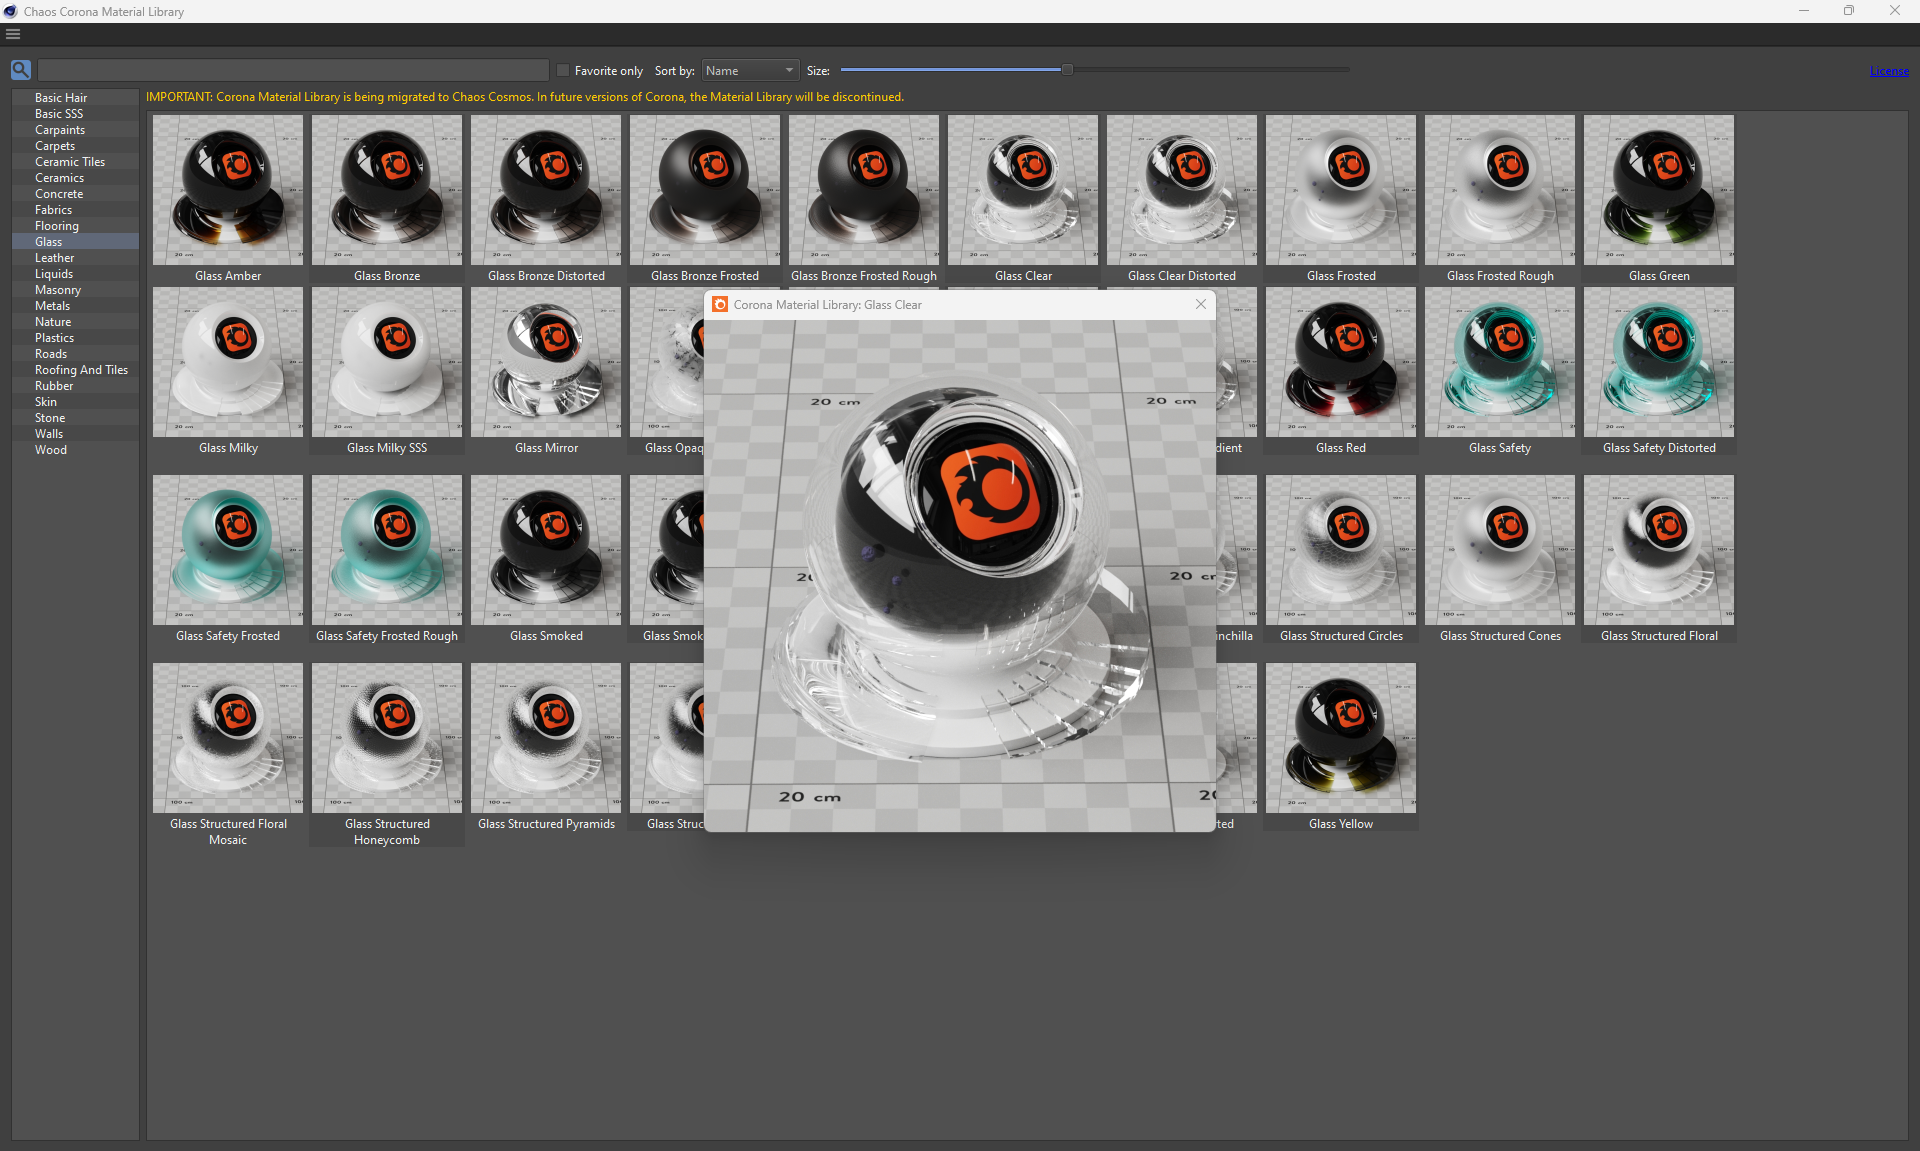 Chaos Corona Material Library
Favorite only
Sort by:
Name
Size:
License
IMPORTANT: Corona Material Library is being migrated to Chaos Cosmos. In future versions of Corona, the Material Library will be discontinued.
Basic Hair
Basic SSS
Carpaints
Carpets
Ceramic Tiles
Ceramics
Concrete
Fabrics
Flooring
Glass
Leather
Liquids
Masonry
Metals
Nature
Plastics
Roads
Roofing And Tiles
Rubber
Skin
Stone
Walls
Wood
Glass Amber
Glass Bronze
Glass Bronze Distorted
Glass Bronze Frosted
Glass Bronze Frosted Rough
Glass Clear
Glass Clear Distorted
Glass Frosted
Glass Frosted Rough
Glass Green
Glass Milky
Glass Milky SSS
Glass Mirror
Glass Opaq
dient
Glass Red
Glass Safety
Glass Safety Distorted
Glass Safety Frosted
Glass Safety Frosted Rough
Glass Smoked
Glass Smok
inchilla
Glass Structured Circles
Glass Structured Cones
Glass Structured Floral
Glass Structured Floral
Mosaic
Glass Structured
Honeycomb
Glass Structured Pyramids
Glass Struc
ted
Glass Yellow
Corona Material Library: Glass Clear
20 cm
20 cm
20 cm